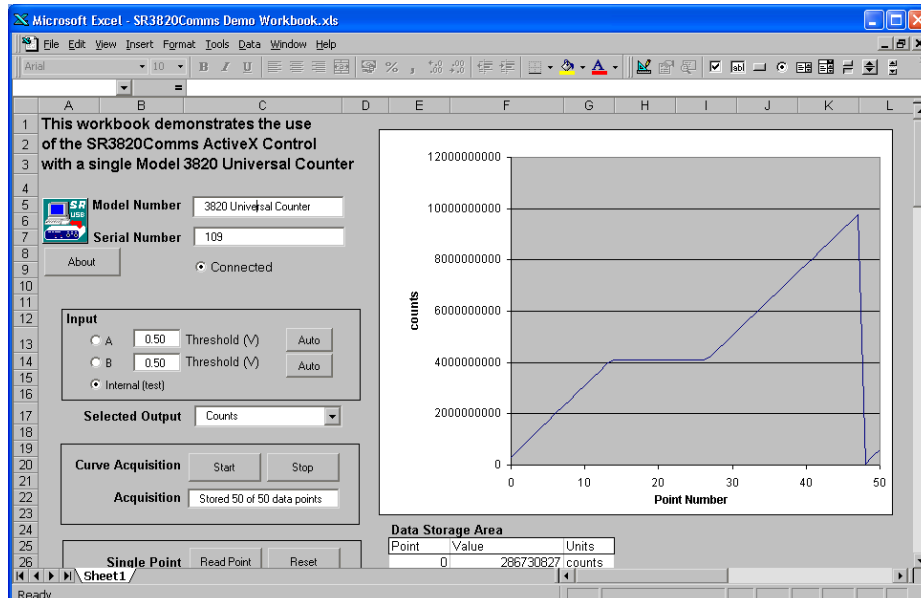 Microsoft Excel - SR3820Comms Demo Workbook.xls
File Edit View Insert Format Tools Data Window Help
Arial 10 B I U % ,
=
A B C D E F G H I J K L
1 This workbook demonstrates the use
2 of the SR3820Comms ActiveX Control
3 with a single Model 3820 Universal Counter
4
5 SR USB Model Number 3820 Universal Counter
6
7 Serial Number 109
8 About
9 Connected
10
11
12 Input
13 A 0.50 Threshold (V) Auto
14 B 0.50 Threshold (V) Auto
15 Internal (test)
16
17 Selected Output Counts
18
19
20 Curve Acquisition Start Stop
21
22 Acquisition Stored 50 of 50 data points
23
24 Data Storage Area
25 Point Value Units
26 Single Point Read Point Reset 0 286730827 counts
12000000000
10000000000
8000000000
6000000000
4000000000
2000000000
0
counts
0 10 20 30 40 50
Point Number
Sheet1
Ready